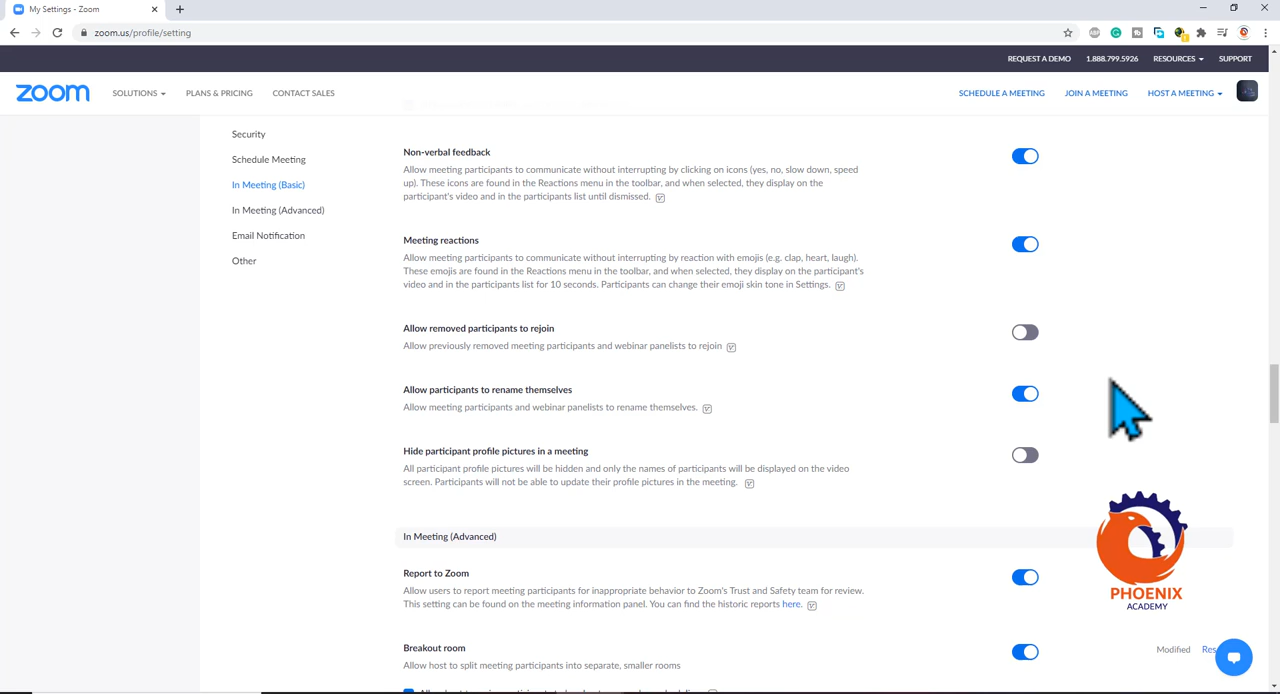 My Settings - Zoom
zoom.us/profile/setting
REQUEST A DEMO 1.888.799.5926 RESOURCES SUPPORT
zoom SOLUTIONS PLANS & PRICING CONTACT SALES SCHEDULE A MEETING JOIN A MEETING HOST A MEETING
Security
Schedule Meeting
In Meeting (Basic)
In Meeting (Advanced)
Email Notification
Other
Non-verbal feedback
Allow meeting participants to communicate without interrupting by clicking on icons (yes, no, slow down, speed
up). These icons are found in the Reactions menu in the toolbar, and when selected, they display on the
participant's video and in the participants list until dismissed.
Meeting reactions
Allow meeting participants to communicate without interrupting by reaction with emojis (e.g. clap, heart, laugh).
These emojis are found in the Reactions menu in the toolbar, and when selected, they display on the participant's
video and in the participants list for 10 seconds. Participants can change their emoji skin tone in Settings.
Allow removed participants to rejoin
Allow previously removed meeting participants and webinar panelists to rejoin
Allow participants to rename themselves
Allow meeting participants and webinar panelists to rename themselves.
Hide participant profile pictures in a meeting
All participant profile pictures will be hidden and only the names of participants will be displayed on the video
screen. Participants will not be able to update their profile pictures in the meeting.
In Meeting (Advanced)
Report to Zoom
Allow users to report meeting participants for inappropriate behavior to Zoom's Trust and Safety team for review.
This setting can be found on the meeting information panel. You can find the historic reports here.
PHOENIX
ACADEMY
Breakout room
Modified Res
Allow host to split meeting participants into separate, smaller rooms